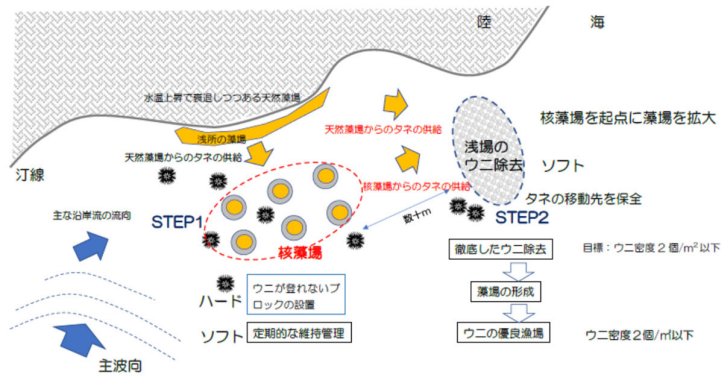 陸 海
水温上昇で衰退しつつある天然藻場
浅所の藻場
天然藻場からのタネの供給
天然藻場からのタネの供給
核藻場を起点に藻場を拡大
浅場の
ウニ除去
ソフト
汀線
核藻場からのタネの供給
タネの移動先を保全
主な沿岸流の流向
STEP1
数十m
STEP2
核藻場
徹底したウニ除去
目標:ウニ密度2個/m²以下
ハード
ウニが登れないブ
ロックの設置
藻場の形成
ソフト
定期的な維持管理
ウニの優良漁場
ウニ密度2個/㎡以下
主波向